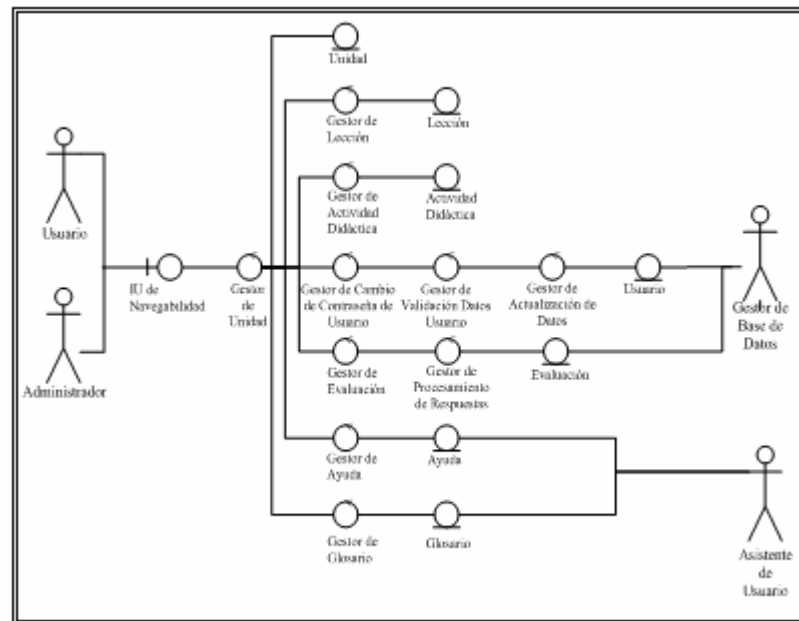 Unidad
Gestor de
Lección
Lección
Gestor de
Actividad
Didáctica
Actividad
Didáctica
Usuario
IU de
Navegabilidad
Gestor
de
Unidad
Gestor de Cambio
de Contraseña de
Usuario
Gestor de
Validación Datos
Usuario
Gestor de
Actualización de
Datos
Usuario
Gestor de
Base de
Datos
Administrador
Gestor de
Evaluación
Gestor de
Procesamiento
de Respuestas
Evaluación
Gestor de
Ayuda
Ayuda
Gestor de
Glosario
Glosario
Asistente
de
Usuario